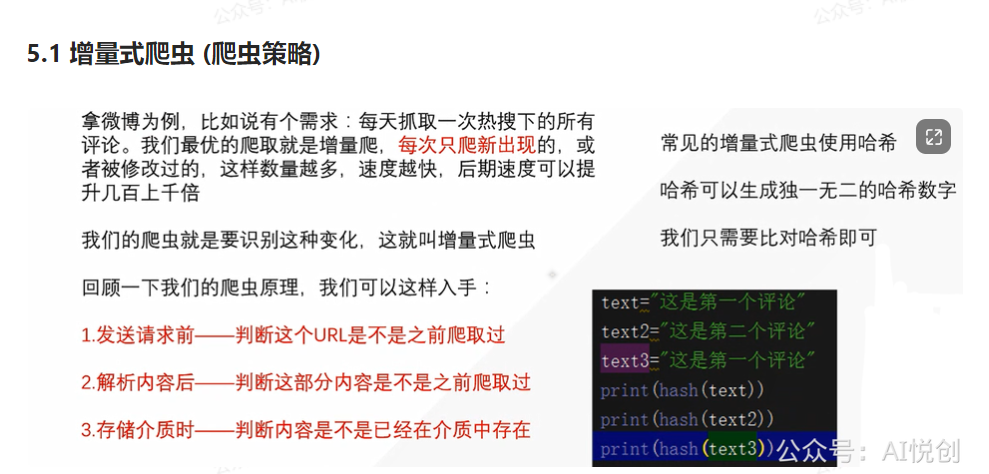 5.1 增量式爬虫 (爬虫策略)
拿微博为例，比如说有个需求：每天抓取一次热搜下的所有
评论。我们最优的爬取就是增量爬，每次只爬新出现的，或
者被修改过的，这样数量越多，速度越快，后期速度可以提
升几百上千倍
我们的爬虫就是要识别这种变化，这就叫增量式爬虫
回顾一下我们的爬虫原理，我们可以这样入手：
1.发送请求前——判断这个URL是不是之前爬取过
2.解析内容后——判断这部分内容是不是之前爬取过
3.存储介质时——判断内容是不是已经在介质中存在
常见的增量式爬虫使用哈希
哈希可以生成独一无二的哈希数字
我们只需要比对哈希即可
text="这是第一个评论"
text2="这是第二个评论"
text3="这是第一个评论"
print(hash(text))
print(hash(text2))
print(hash(text3))
公众号：AI悦创